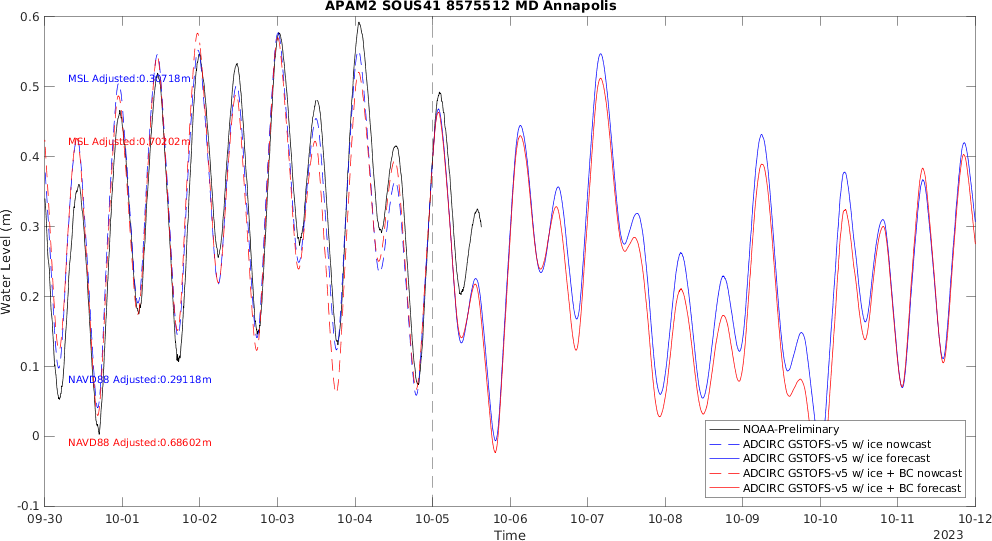 APAM2 SOUS41 8575512 MD Annapolis
0.6
0.5
0.4
0.3
0.2
0.1
0
-0.1
Water Level (m)
MSL Adjusted:0.30718m
MSL Adjusted:0.70202m
NAVD88 Adjusted:0.29118m
NAVD88 Adjusted:0.68602m
NOAA-Preliminary
ADCIRC GSTOFS-v5 w/ ice nowcast
ADCIRC GSTOFS-v5 w/ ice forecast
ADCIRC GSTOFS-v5 w/ ice + BC nowcast
ADCIRC GSTOFS-v5 w/ ice + BC forecast
09-30 10-01 10-02 10-03 10-04 10-05 10-06 10-07 10-08 10-09 10-10 10-11 10-12
Time
2023